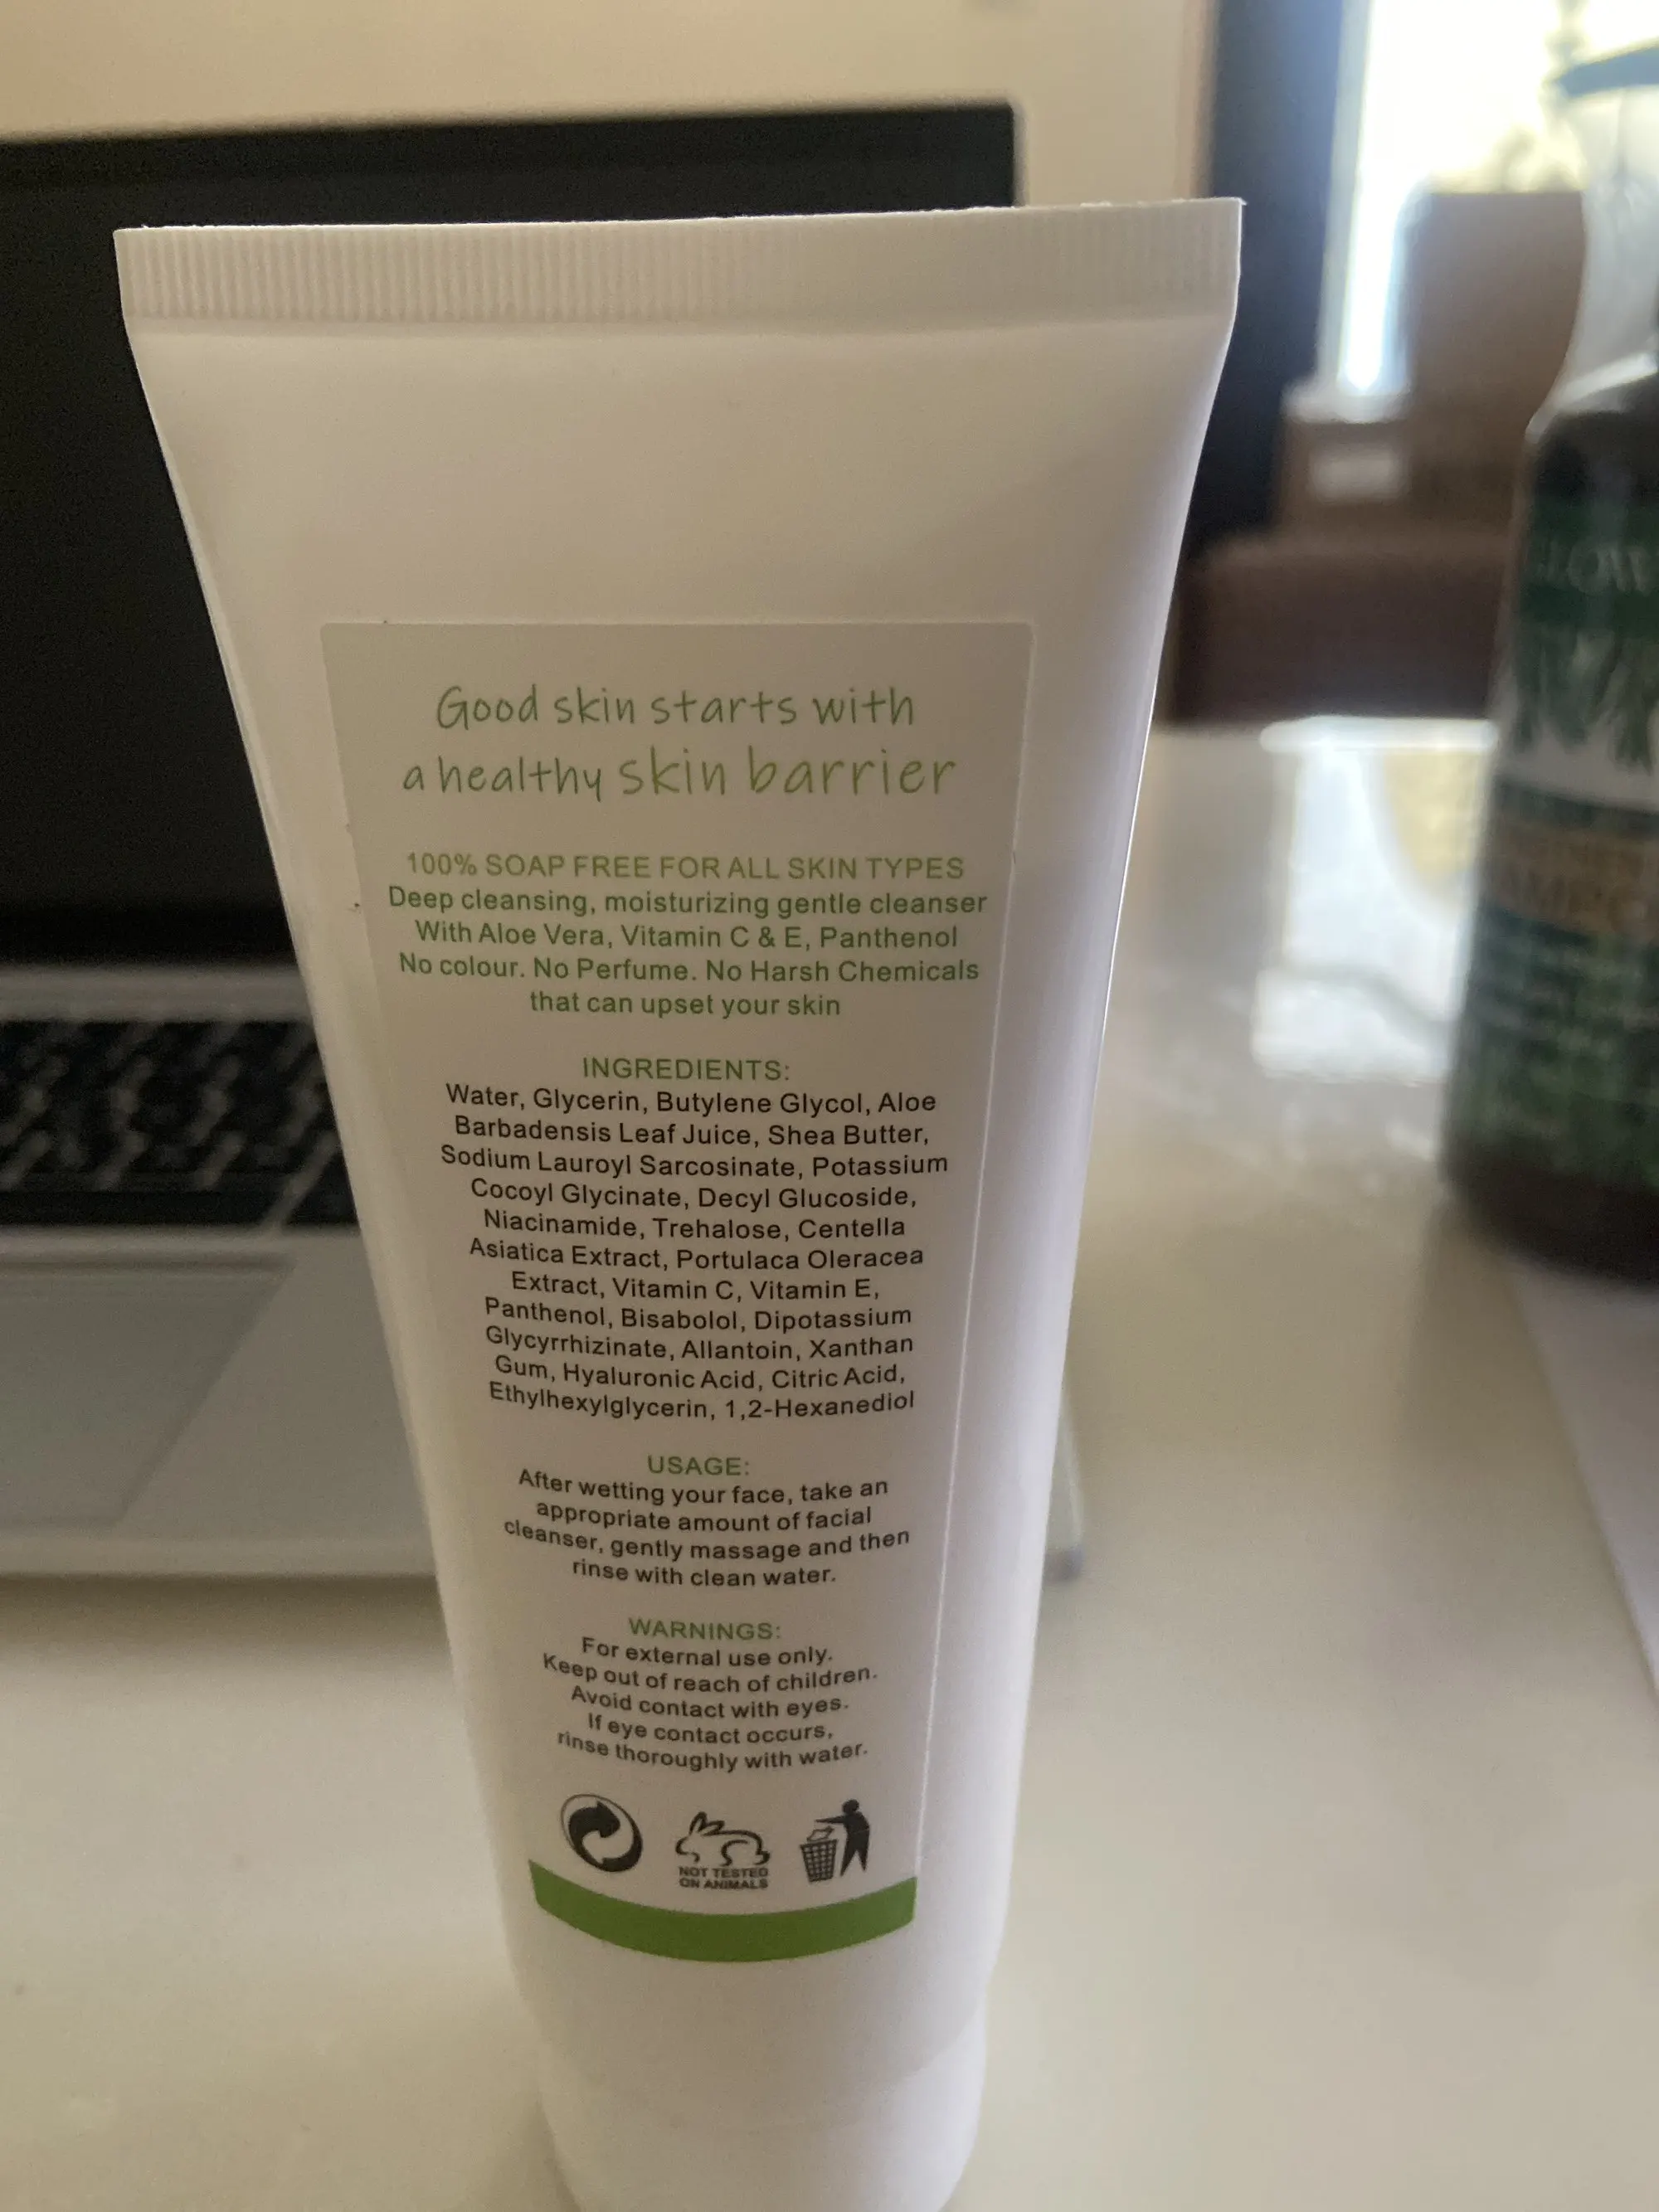 Good skin starts with
a healthy skin barrier
100% SOAP FREE FOR ALL SKIN TYPES
Deep cleansing, moisturizing gentle cleanser
With Aloe Vera, Vitamin C & E, Panthenol
No colour. No Perfume. No Harsh Chemicals
that can upset your skin
INGREDIENTS:
Water, Glycerin, Butylene Glycol, Aloe
Barbadensis Leaf Juice, Shea Butter,
Sodium Lauroyl Sarcosinate, Potassium
Cocoyl Glycinate, Decyl Glucoside,
Niacinamide, Trehalose, Centella
Asiatica Extract, Portulaca Oleracea
Extract, Vitamin C, Vitamin E,
Panthenol, Bisabolol, Dipotassium
Glycyrrhizinate, Allantoin, Xanthan
Gum, Hyaluronic Acid, Citric Acid,
Ethylhexylglycerin, 1,2-Hexanediol
USAGE:
After wetting your face, take an
appropriate amount of facial
cleanser, gently massage and then
rinse with clean water.
WARNINGS:
For external use only.
Keep out of reach of children.
Avoid contact with eyes.
If eye contact occurs,
rinse thoroughly with water.
NOT TESTED
ON ANIMALS